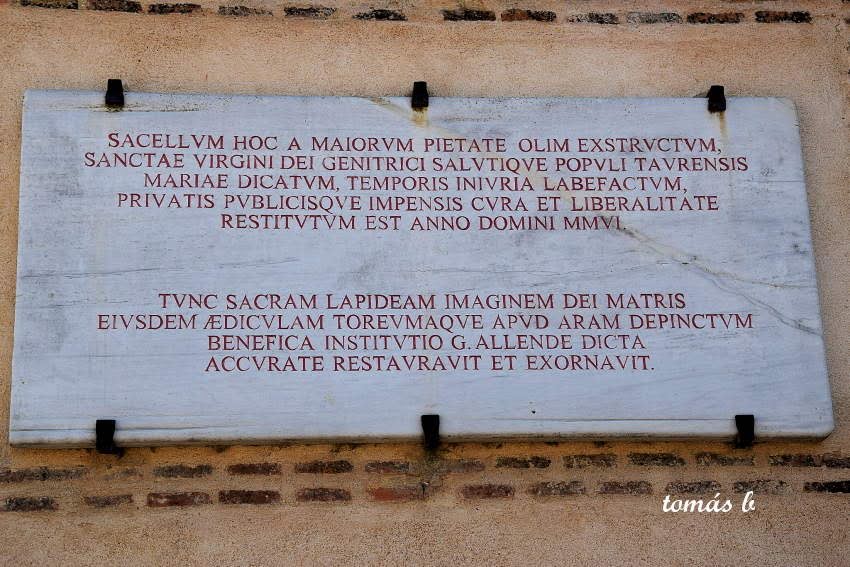 SACELLVM HOC A MAIORVM PIETATE OLIM EXSTRVCTVM,
SANCTAE VIRGINI DEI GENITRICI SALVTIQVE POPVLI TAVRENSIS
MARIAE DICATVM, TEMPORIS INIVRIA LABEFACTVM,
PRIVATIS PVBLICISQVE IMPENSIS CVRA ET LIBERALITATE
RESTITVTVM EST ANNO DOMINI MMVI.
TVNC SACRAM LAPIDEAM IMAGINEM DEI MATRIS
EIVSDEM ÆDICVLAM TOREVMAQVE APVD ARAM DEPINCTVM
BENEFICA INSTITVTIO G. ALLENDE DICTA
ACCVRATE RESTAVRAVIT ET EXORNAVIT.
tomás b